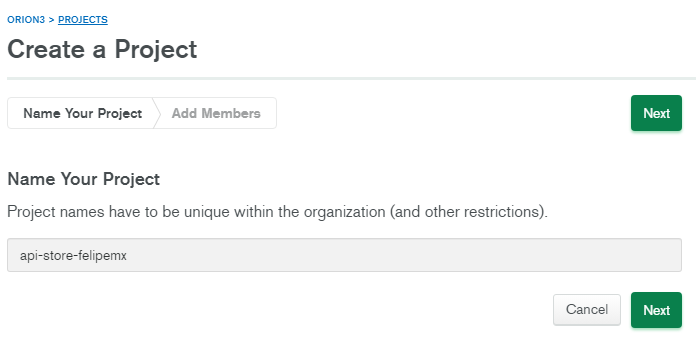 ORION3 > PROJECTS
Create a Project
Name Your Project Add Members Next
Name Your Project
Project names have to be unique within the organization (and other restrictions).
api-store-felipemx
Cancel Next